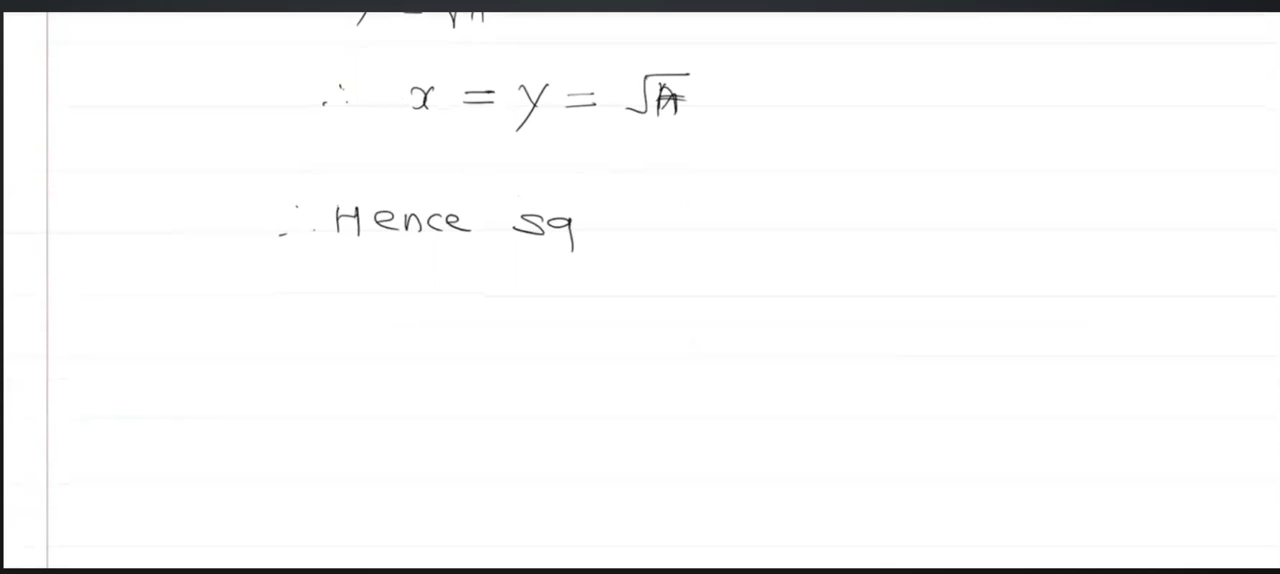 ∴ x = y = √A
∴ Hence sq